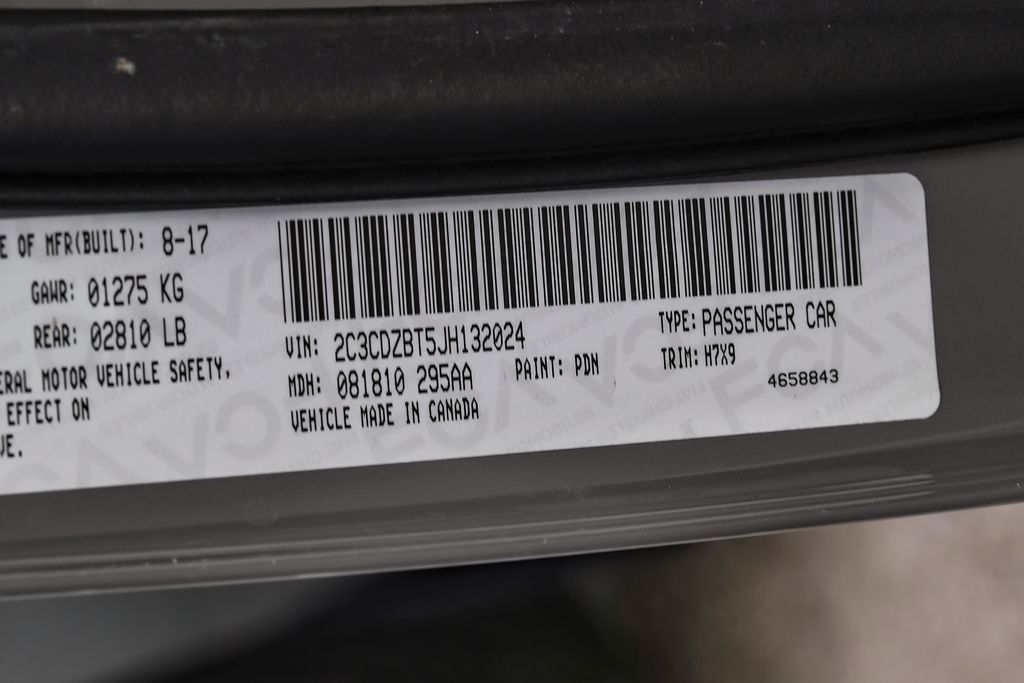 E OF MFR(BUILT): 8-17
GAWR: 01275 KG
REAR: 02810 LB
ERAL MOTOR VEHICLE SAFETY,
EFFECT ON
VE.
VIN: 2C3CDZBT5JH132024
TYPE: PASSENGER CAR
MDH: 081810 295AA
PAINT: PDN
TRIM: H7X9
VEHICLE MADE IN CANADA
4658843